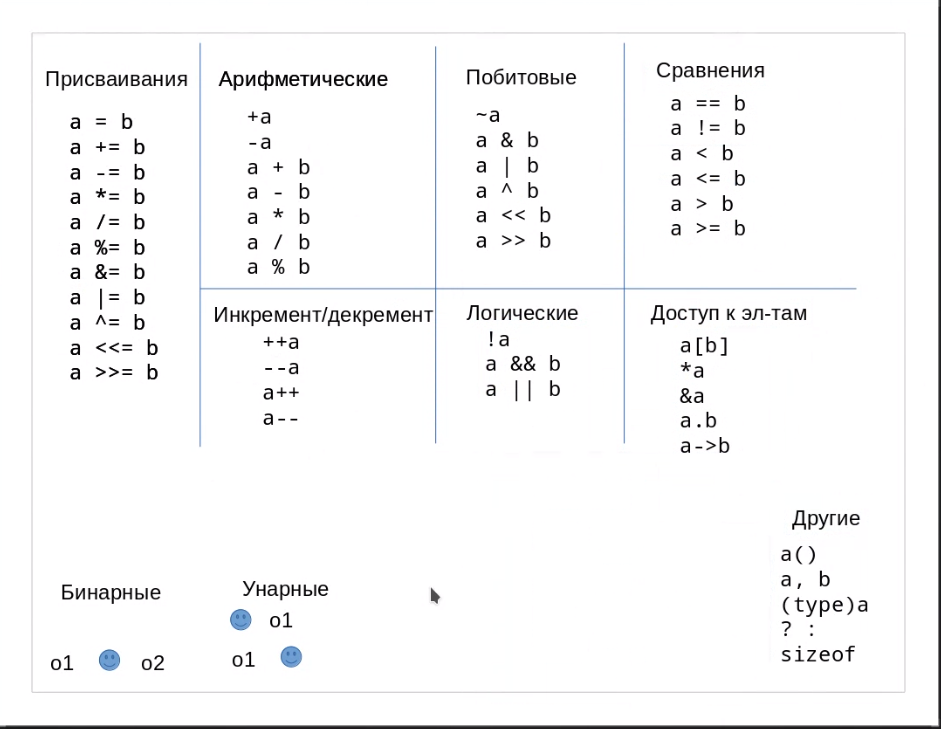 Присваивания
a = b
a += b
a -= b
a *= b
a /= b
a %= b
a &= b
a |= b
a ^= b
a <<= b
a >>= b
Арифметические
+a
-a
a + b
a - b
a * b
a / b
a % b
Побитовые
~a
a & b
a | b
a ^ b
a << b
a >> b
Сравнения
a == b
a != b
a < b
a <= b
a > b
a >= b
Инкремент/декремент
++a
--a
a++
a--
Логические
!a
a && b
a || b
Доступ к эл-там
a[b]
*a
&a
a.b
a->b
Другие
a()
a, b
(type)a
? :
sizeof
Бинарные
o1 o2
Унарные
o1
o1